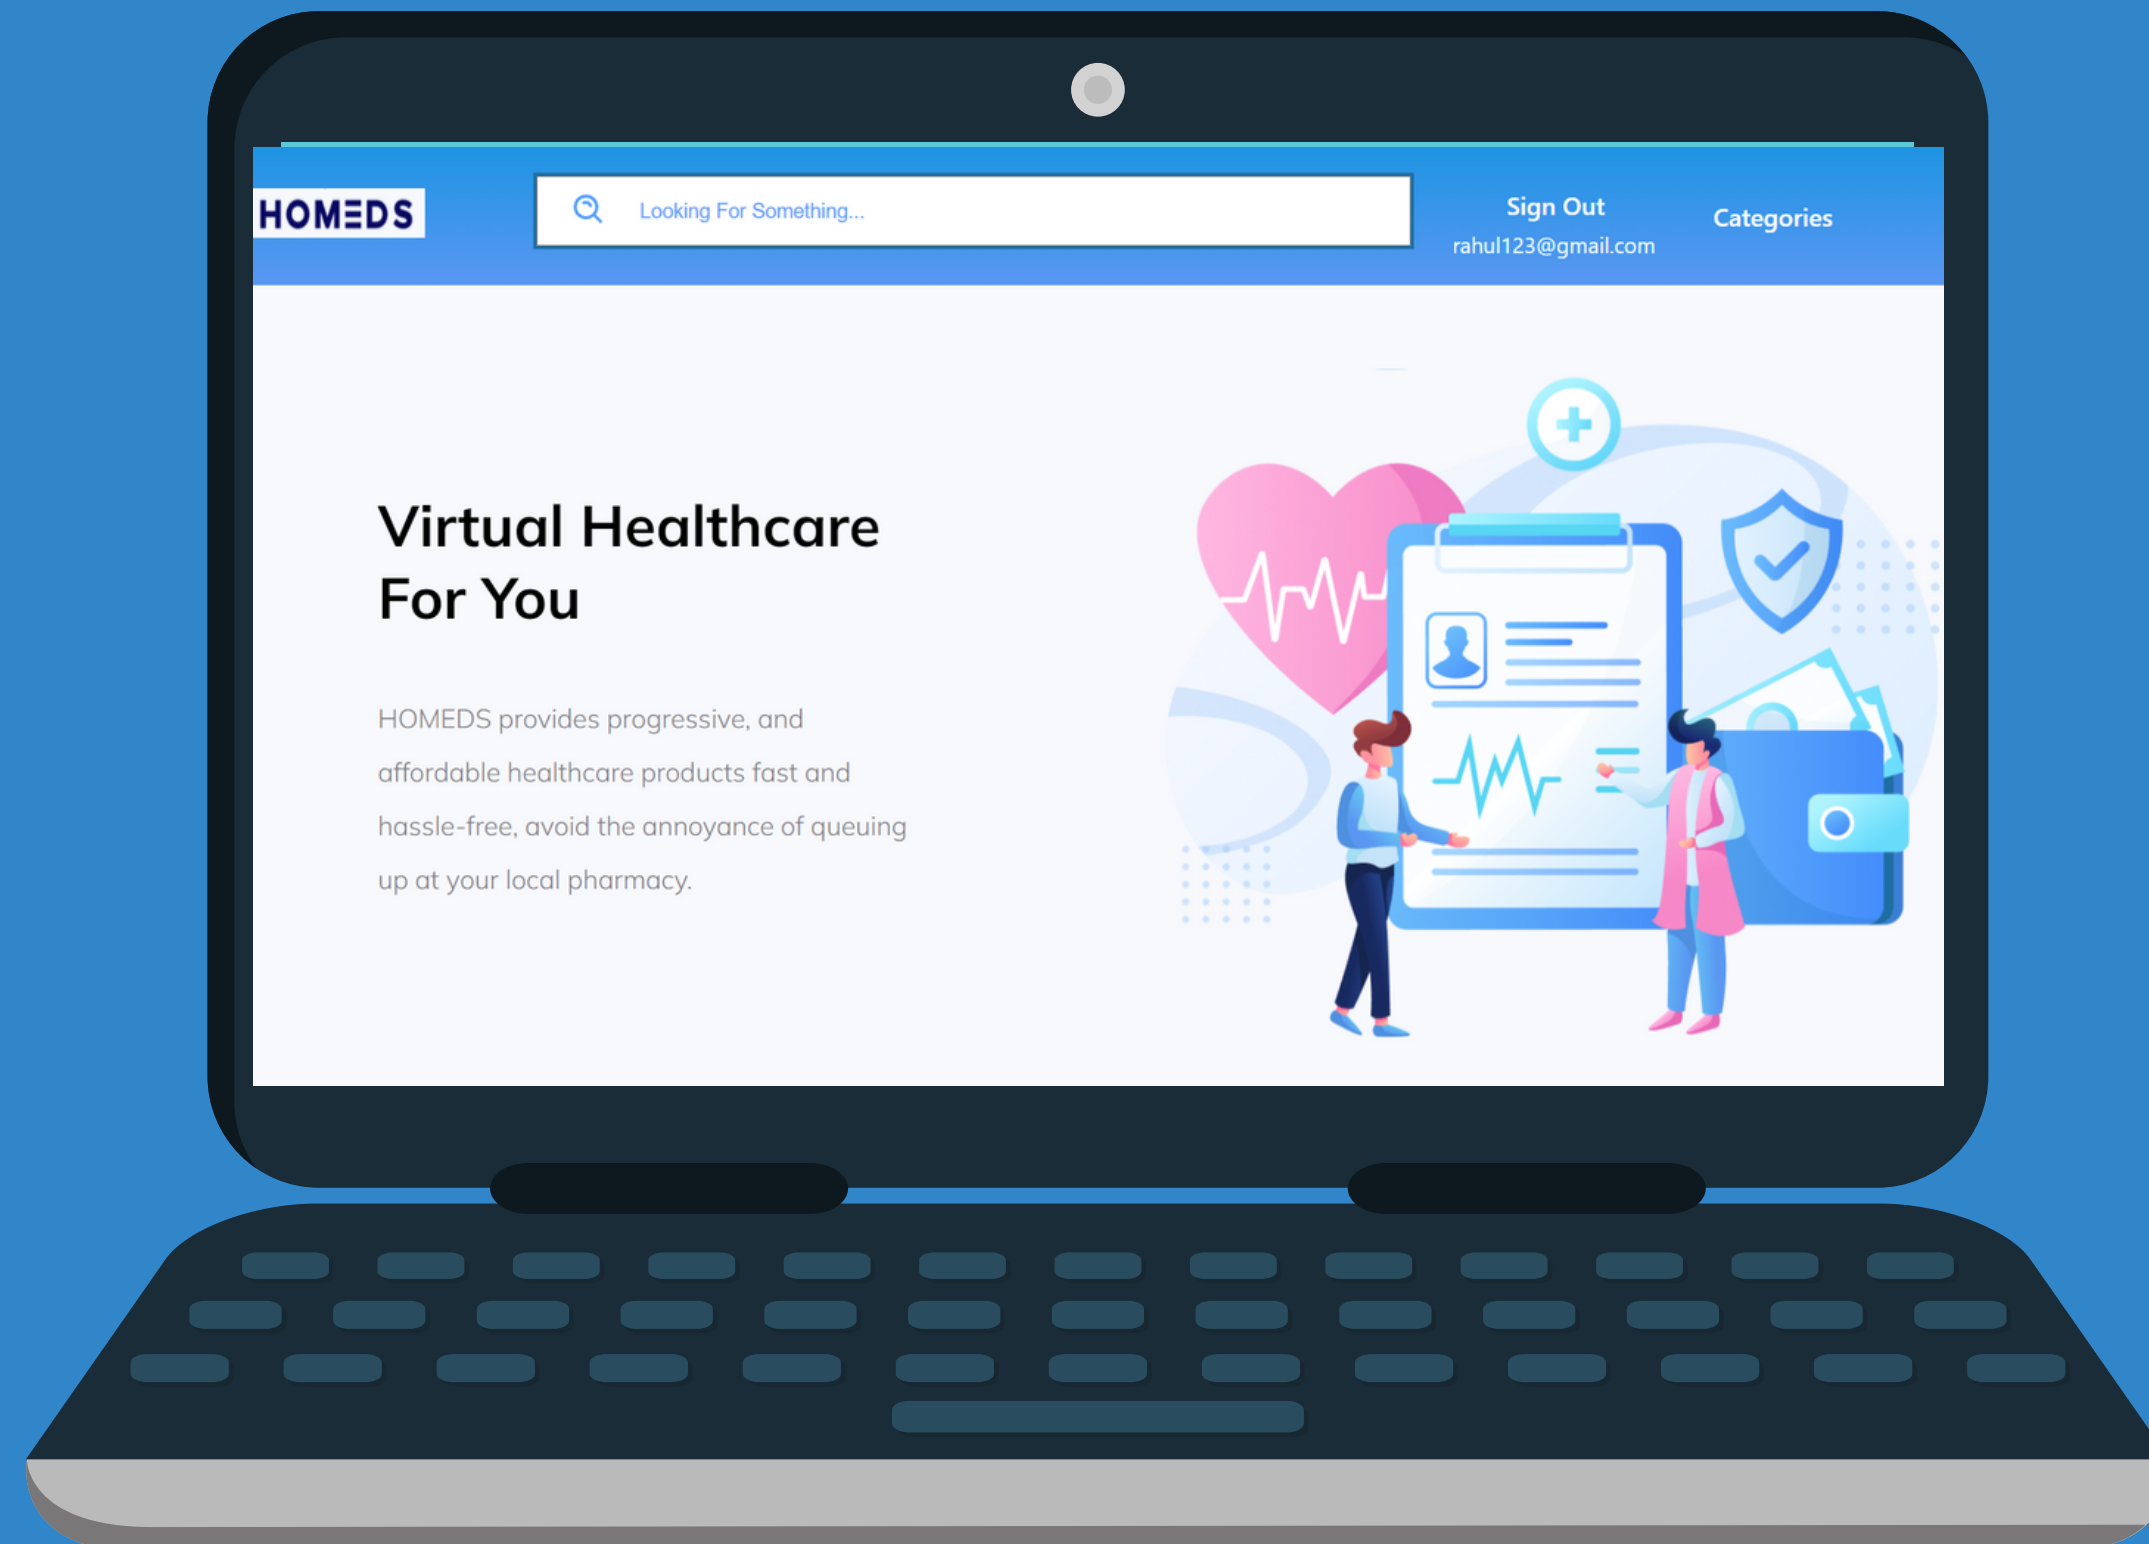 HOMEDS
Looking For Something...
Sign Out
rahul123@gmail.com
Categories
Virtual Healthcare
For You
HOMEDS provides progressive, and
affordable healthcare products fast and
hassle-free, avoid the annoyance of queuing
up at your local pharmacy.